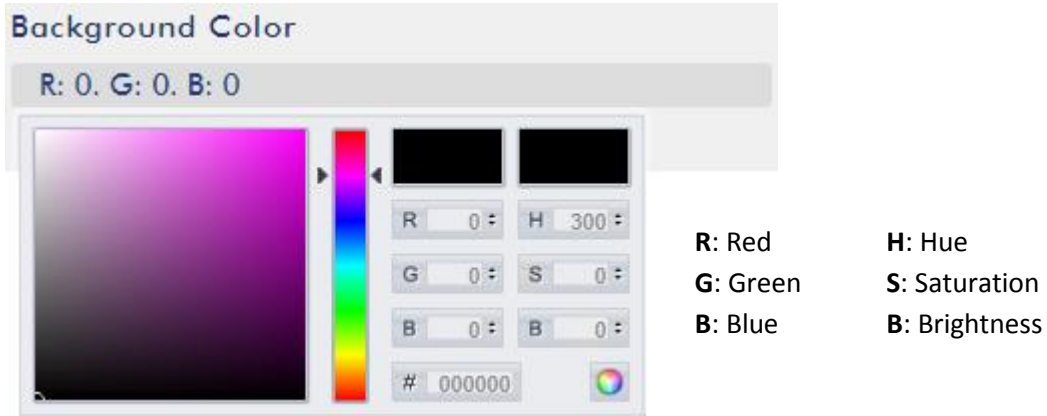 Background Color
R: 0. G: 0. B: 0
R 0 H 300
G 0 S 0
B 0 B 0
# 000000
R: Red H: Hue
G: Green S: Saturation
B: Blue B: Brightness